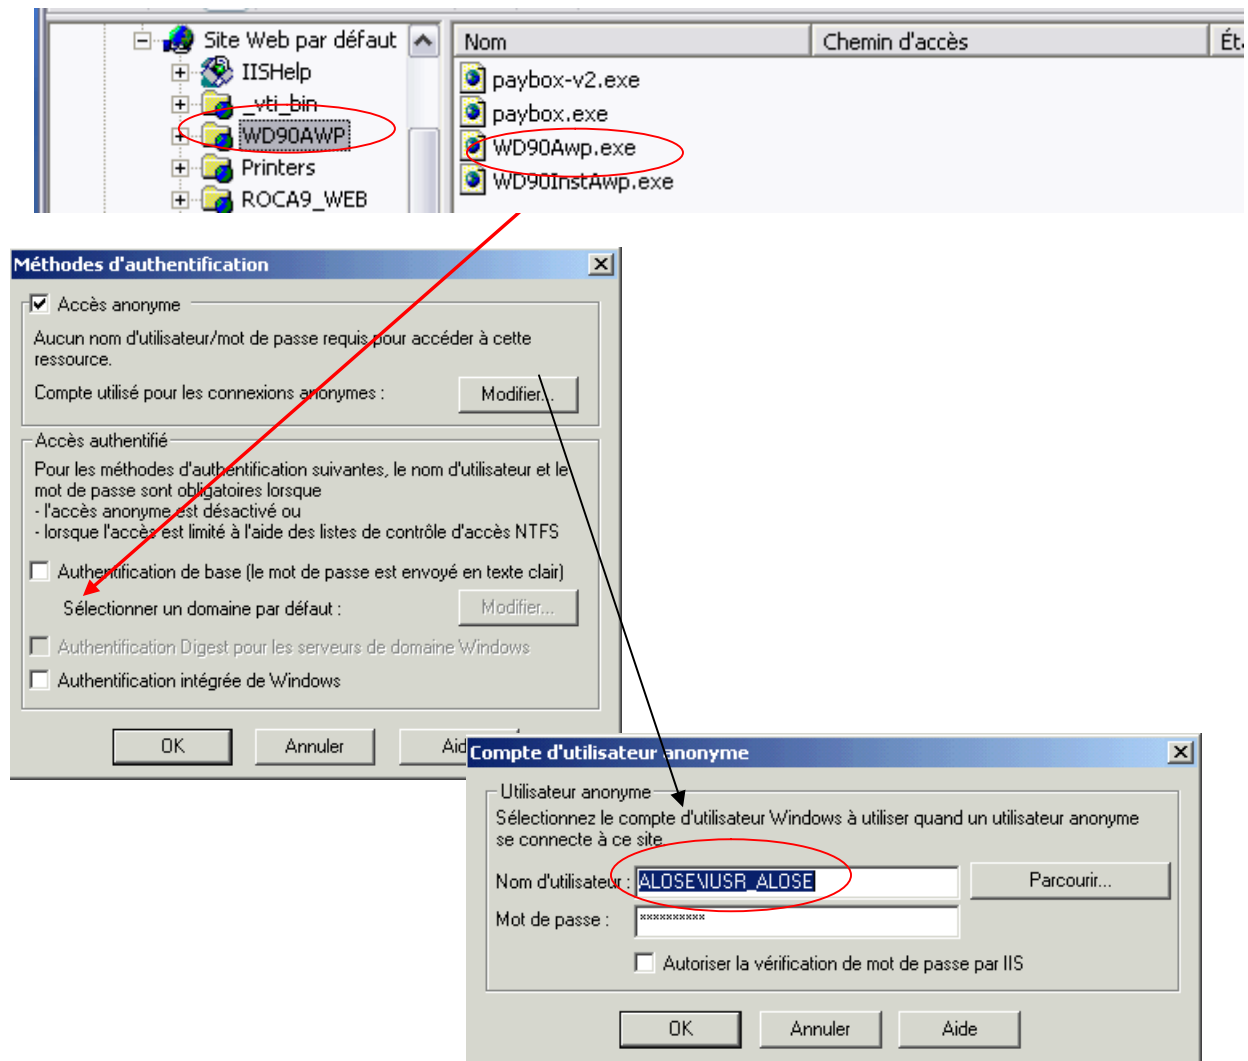 Site Web par défaut
Nom
Chemin d'accès
Ét
IISHelp
_vti_bin
WD90AWP
Printers
ROCA9_WEB
paybox-v2.exe
paybox.exe
WD90Awp.exe
WD90InstAwp.exe
Méthodes d'authentification
Accès anonyme
Aucun nom d'utilisateur/mot de passe requis pour accéder à cette
ressource.
Compte utilisé pour les connexions anonymes :
Modifier...
Accès authentifié
Pour les méthodes d'authentification suivantes, le nom d'utilisateur et le
mot de passe sont obligatoires lorsque
- l'accès anonyme est désactivé ou
- lorsque l'accès est limité à l'aide des listes de contrôle d'accès NTFS
Authentification de base (le mot de passe est envoyé en texte clair)
Sélectionner un domaine par défaut :
Modifier...
Authentification Digest pour les serveurs de domaine Windows
Authentification intégrée de Windows
OK
Annuler
Aid
Compte d'utilisateur anonyme
Utilisateur anonyme
Sélectionnez le compte d'utilisateur Windows à utiliser quand un utilisateur anonyme
se connecte à ce site.
Nom d'utilisateur :
ALOSE\IUSR_ALOSE
Parcourir...
Mot de passe :
**********
Autoriser la vérification de mot de passe par IIS
OK
Annuler
Aide